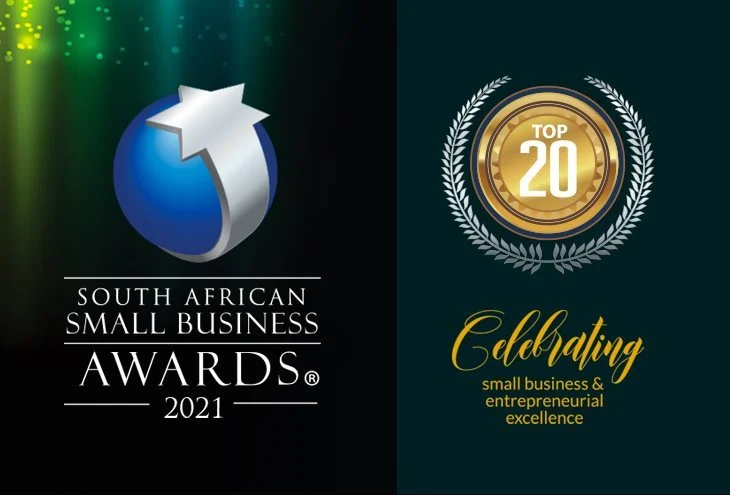 SOUTH AFRICAN
SMALL BUSINESS
AWARDS®
2021
TOP
20
Celebrating
small business &
entrepreneurial
excellence